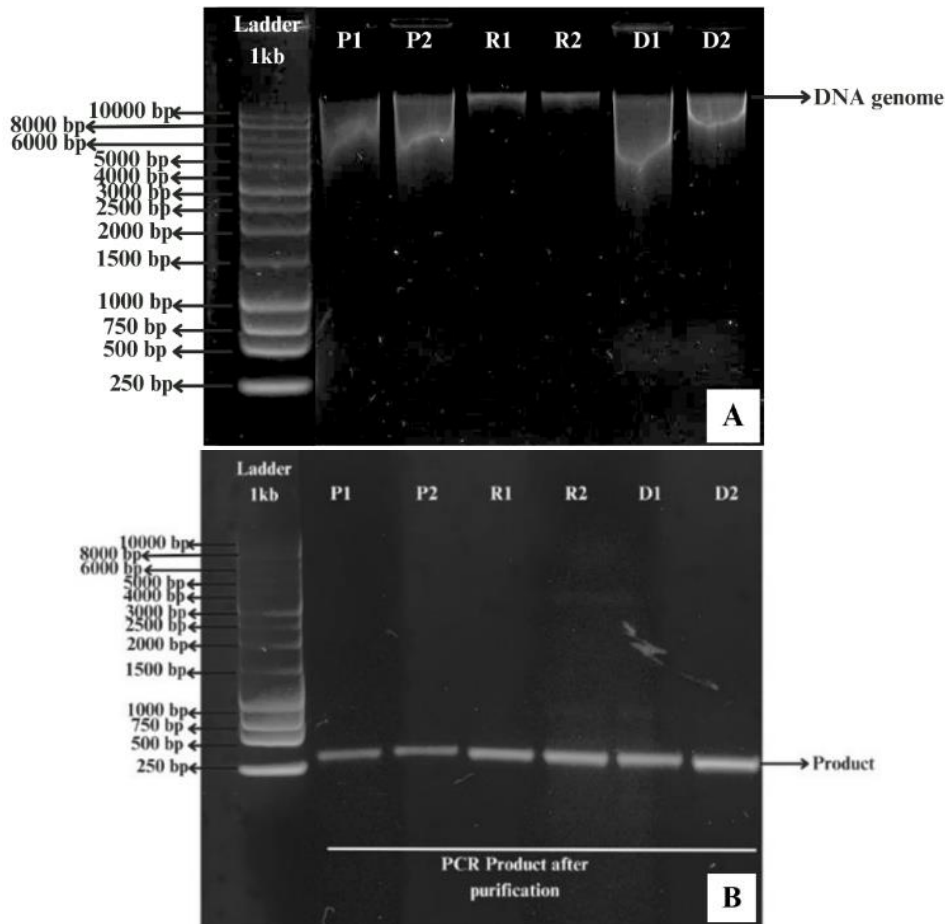 Ladder
1kb
P1 P2 R1 R2 D1 D2
DNA genome
10000 bp
8000 bp
6000 bp
5000 bp
4000 bp
3000 bp
2500 bp
2000 bp
1500 bp
1000 bp
750 bp
500 bp
250 bp
A
Ladder
1kb
P1 P2 R1 R2 D1 D2
10000 bp
8000 bp
6000 bp
5000 bp
4000 bp
3000 bp
2500 bp
2000 bp
1500 bp
1000 bp
750 bp
500 bp
250 bp
Product
PCR Product after
purification
B